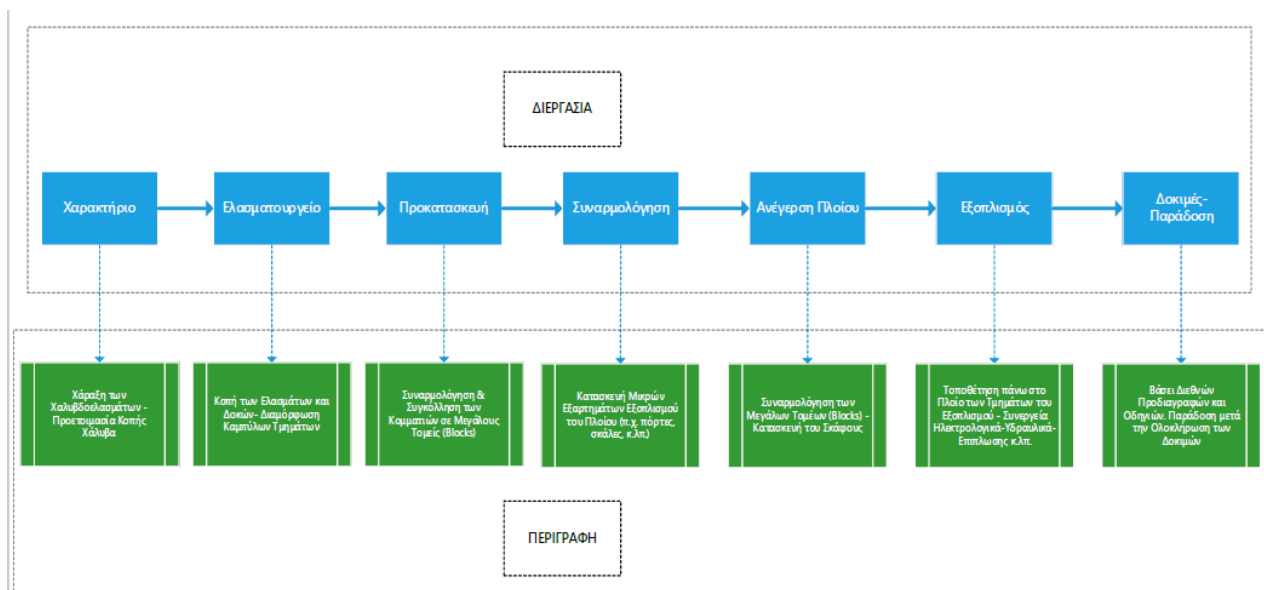 ΔΙΕΡΓΑΣΙΑ
Χαρακτήριο
Ελασματουργείο
Προκατασκευή
Συναρμολόγηση
Ανέγερση Πλοίου
Εξοπλισμός
Δοκιμές-
Παράδοση
Χάραξη των
Χαλυβδοελασμάτων -
Προετοιμασία Κοπής
Χάλυβα
Κοπή των Ελασμάτων και
Δοκών- Διαμόρφωση
Καμπύλων Τμημάτων
Συναρμολόγηση &
Συγκόλληση των
Κομματιών σε Μεγάλους
Τομείς (Blocks)
Κατασκευή Μικρών
Εξαρτημάτων Εξοπλισμού
του Πλοίου (π.χ. πόρτες,
σκάλες, κ.λπ.)
Συναρμολόγηση των
Μεγάλων Τομέων (Blocks) -
Κατασκευή του Σκάφους
Τοποθέτηση πάνω στο
Πλοίο των Τμημάτων του
Εξοπλισμού - Συνεργεία
Ηλεκτρολογικά-Υδραυλικά-
Επιπλωσης κ.λπ.
Βάσει Διεθνών
Προδιαγραφών και
Οδηγιών. Παράδοση μετά
την Ολοκλήρωση των
Δοκιμών
ΠΕΡΙΓΡΑΦΗ